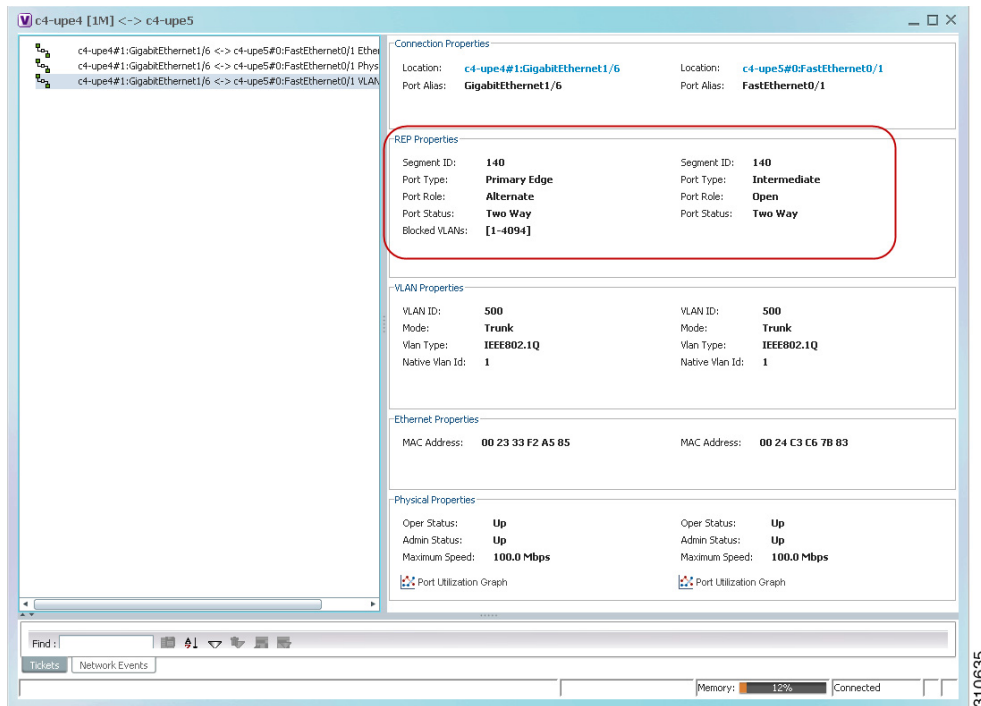 V c4-upe4 [1M] <-> c4-upe5
c4-upe4#1:GigabitEthernet1/6 <-> c4-upe5#0:FastEthernet0/1 Ether
c4-upe4#1:GigabitEthernet1/6 <-> c4-upe5#0:FastEthernet0/1 Phys
c4-upe4#1:GigabitEthernet1/6 <-> c4-upe5#0:FastEthernet0/1 VLAN
Connection Properties
Location: c4-upe4#1:GigabitEthernet1/6 Location: c4-upe5#0:FastEthernet0/1
Port Alias: GigabitEthernet1/6 Port Alias: FastEthernet0/1
REP Properties
Segment ID: 140 Segment ID: 140
Port Type: Primary Edge Port Type: Intermediate
Port Role: Alternate Port Role: Open
Port Status: Two Way Port Status: Two Way
Blocked VLANs: [1-4094]
VLAN Properties
VLAN ID: 500 VLAN ID: 500
Mode: Trunk Mode: Trunk
Vlan Type: IEEE802.1Q Vlan Type: IEEE802.1Q
Native Vlan Id: 1 Native Vlan Id: 1
Ethernet Properties
MAC Address: 00 23 33 F2 A5 85 MAC Address: 00 24 C3 C6 7B 83
Physical Properties
Oper Status: Up Oper Status: Up
Admin Status: Up Admin Status: Up
Maximum Speed: 100.0 Mbps Maximum Speed: 100.0 Mbps
Port Utilization Graph Port Utilization Graph
Find :
Tickets Network Events
Memory: 12% Connected
310635